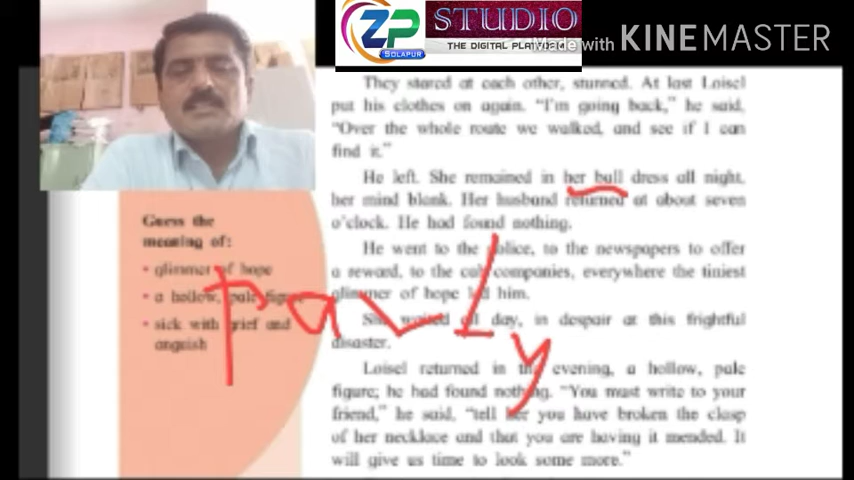 ZP STUDIO
SOLAPUR
THE DIGITAL PLATFORM
Made with KINEMASTER
They stared at each other, stunned. At last Loisel
put his clothes on again. “I'm going back,” he said,
“Over the whole route we walked, and see if I can
find it.”
He left. She remained in her ball dress all night,
her mind blank. Her husband returned at about seven
o'clock. He had found nothing.
He went to the police, to the newspapers to offer
a reward, to the cab companies, everywhere the tiniest
glimmer of hope led him.
She waited all day, in despair at this frightful
disaster.
Loisel returned in the evening, a hollow, pale
figure; he had found nothing. “You must write to your
friend,” he said, “tell her you have broken the clasp
of her necklace and that you are having it mended. It
will give us time to look some more.”
Guess the
meaning of:
• glimmer of hope
• a hollow, pale figure
• sick with grief and
anguish